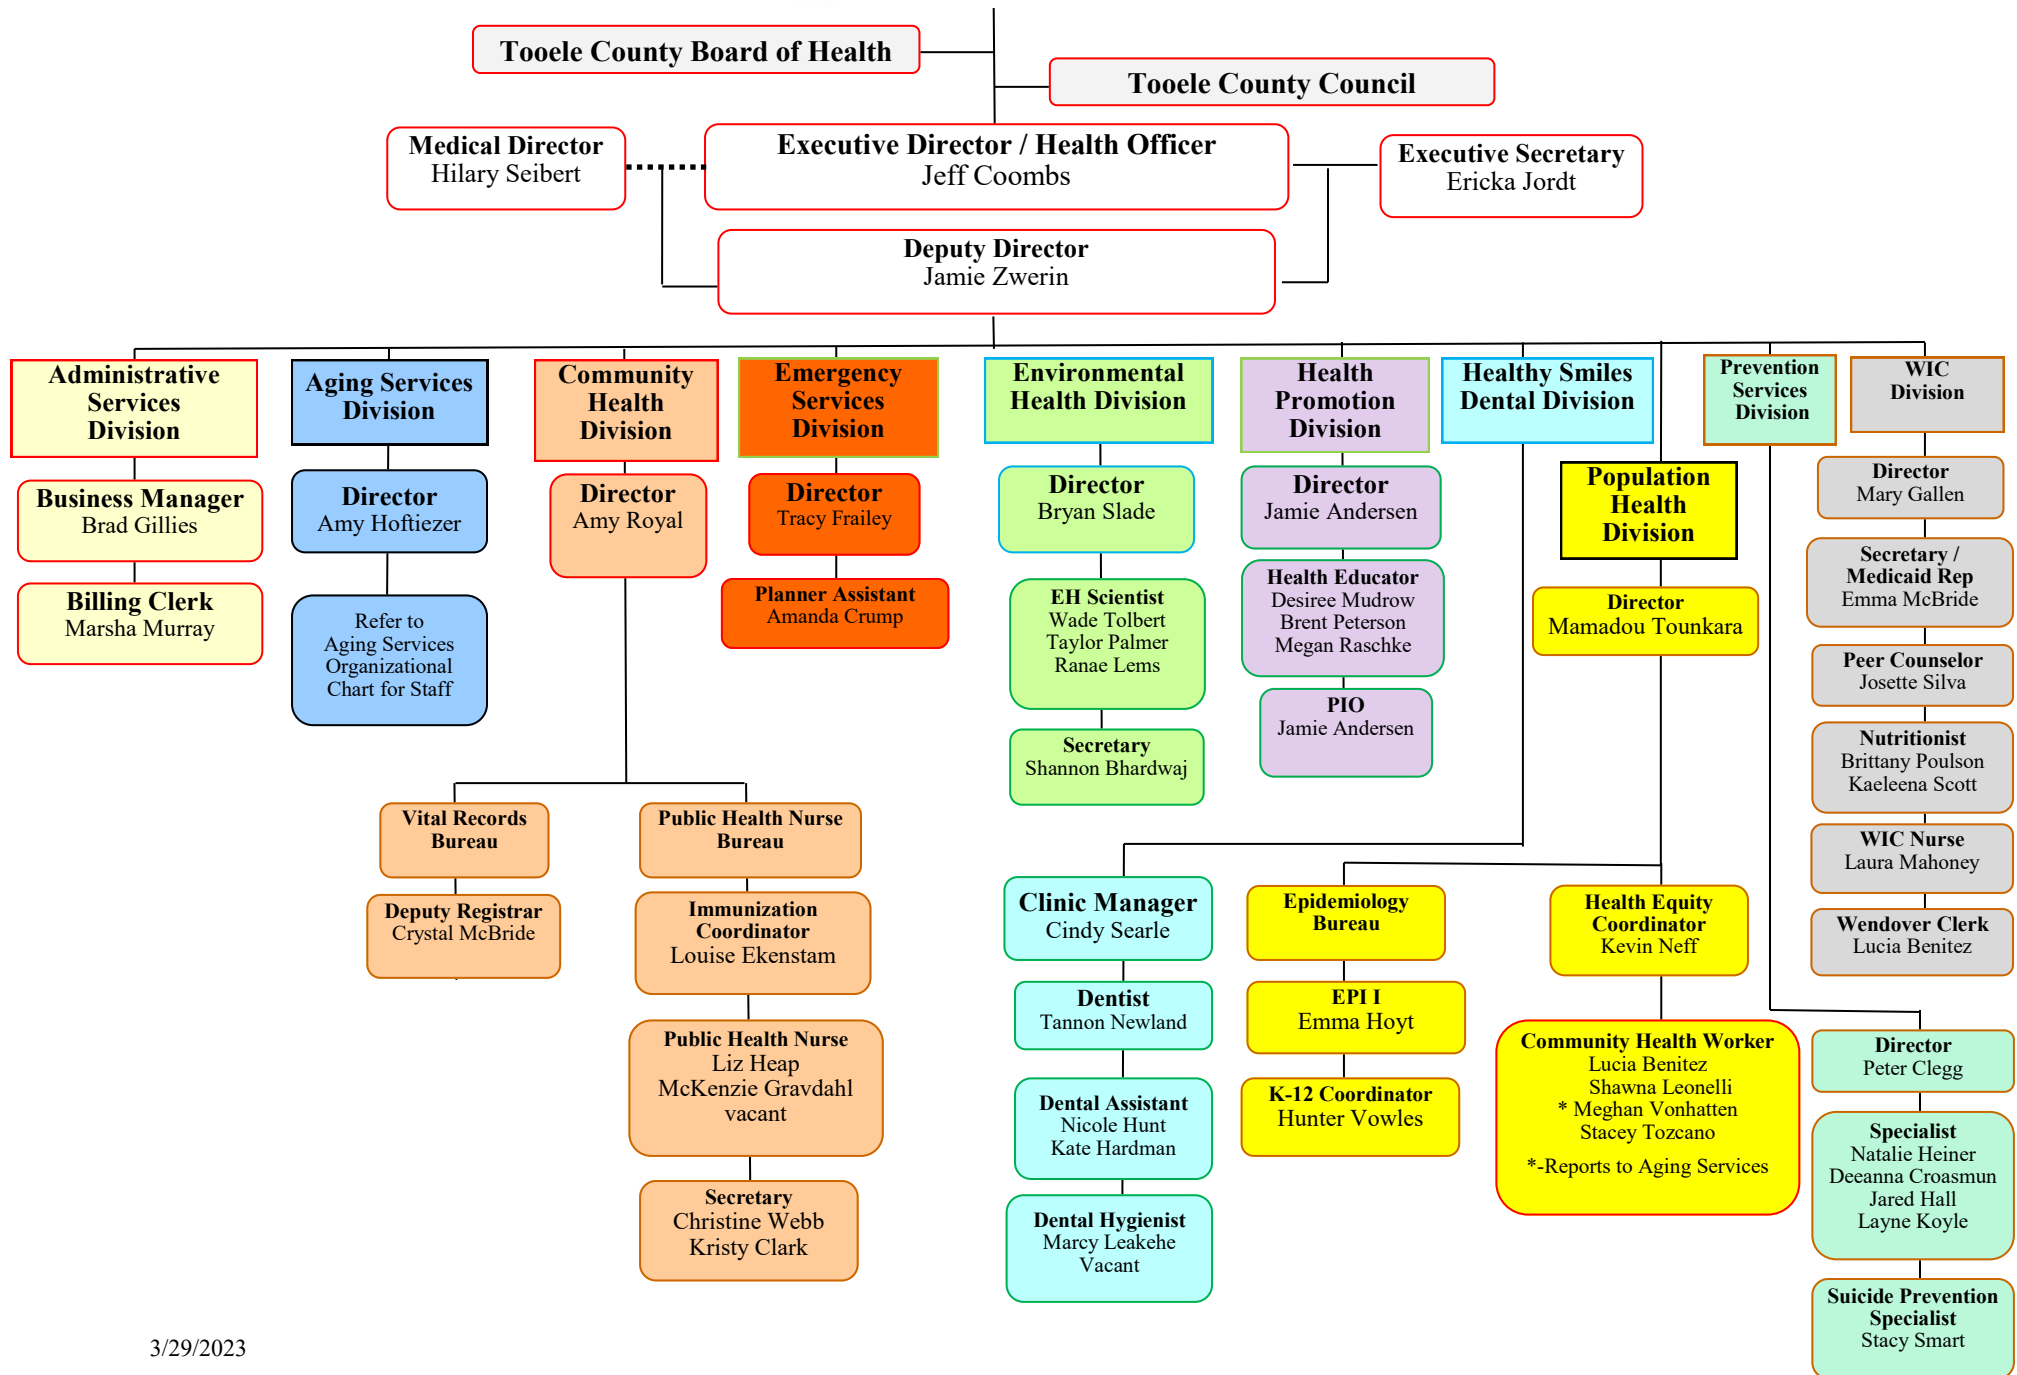 Tooele County Board of Health
Tooele County Council
Medical Director
Hilary Seibert
Executive Director / Health Officer
Jeff Coombs
Executive Secretary
Ericka Jordt
Deputy Director
Jamie Zwerin
Administrative
Services
Division
Business Manager
Brad Gillies
Billing Clerk
Marsha Murray
Aging Services
Division
Director
Amy Hoftiezer
Refer to
Aging Services
Organizational
Chart for Staff
Community
Health
Division
Director
Amy Royal
Vital Records
Bureau
Deputy Registrar
Crystal McBride
Public Health Nurse
Bureau
Immunization
Coordinator
Louise Ekenstam
Public Health Nurse
Liz Heap
McKenzie Gravdahl
vacant
Secretary
Christine Webb
Kristy Clark
Emergency
Services
Division
Director
Tracy Frailey
Planner Assistant
Amanda Crump
Environmental
Health Division
Director
Bryan Slade
EH Scientist
Wade Tolbert
Taylor Palmer
Ranae Lems
Secretary
Shannon Bhardwaj
Health
Promotion
Division
Director
Jamie Andersen
Health Educator
Desiree Mudrow
Brent Peterson
Megan Raschke
PIO
Jamie Andersen
Healthy Smiles
Dental Division
Clinic Manager
Cindy Searle
Dentist
Tannon Newland
Dental Assistant
Nicole Hunt
Kate Hardman
Dental Hygienist
Marcy Leakehe
Vacant
Population
Health
Division
Director
Mamadou Tounkara
Epidemiology
Bureau
EPI I
Emma Hoyt
K-12 Coordinator
Hunter Vowles
Health Equity
Coordinator
Kevin Neff
Community Health Worker
Lucia Benitez
Shawna Leonelli
* Meghan Vonhatten
Stacey Tozcano
*-Reports to Aging Services
Prevention
Services
Division
Director
Peter Clegg
Specialist
Natalie Heiner
Deeanna Croasmun
Jared Hall
Layne Koyle
Suicide Prevention
Specialist
Stacy Smart
WIC
Division
Director
Mary Gallen
Secretary /
Medicaid Rep
Emma McBride
Peer Counselor
Josette Silva
Nutritionist
Brittany Poulson
Kaeleena Scott
WIC Nurse
Laura Mahoney
Wendover Clerk
Lucia Benitez
3/29/2023